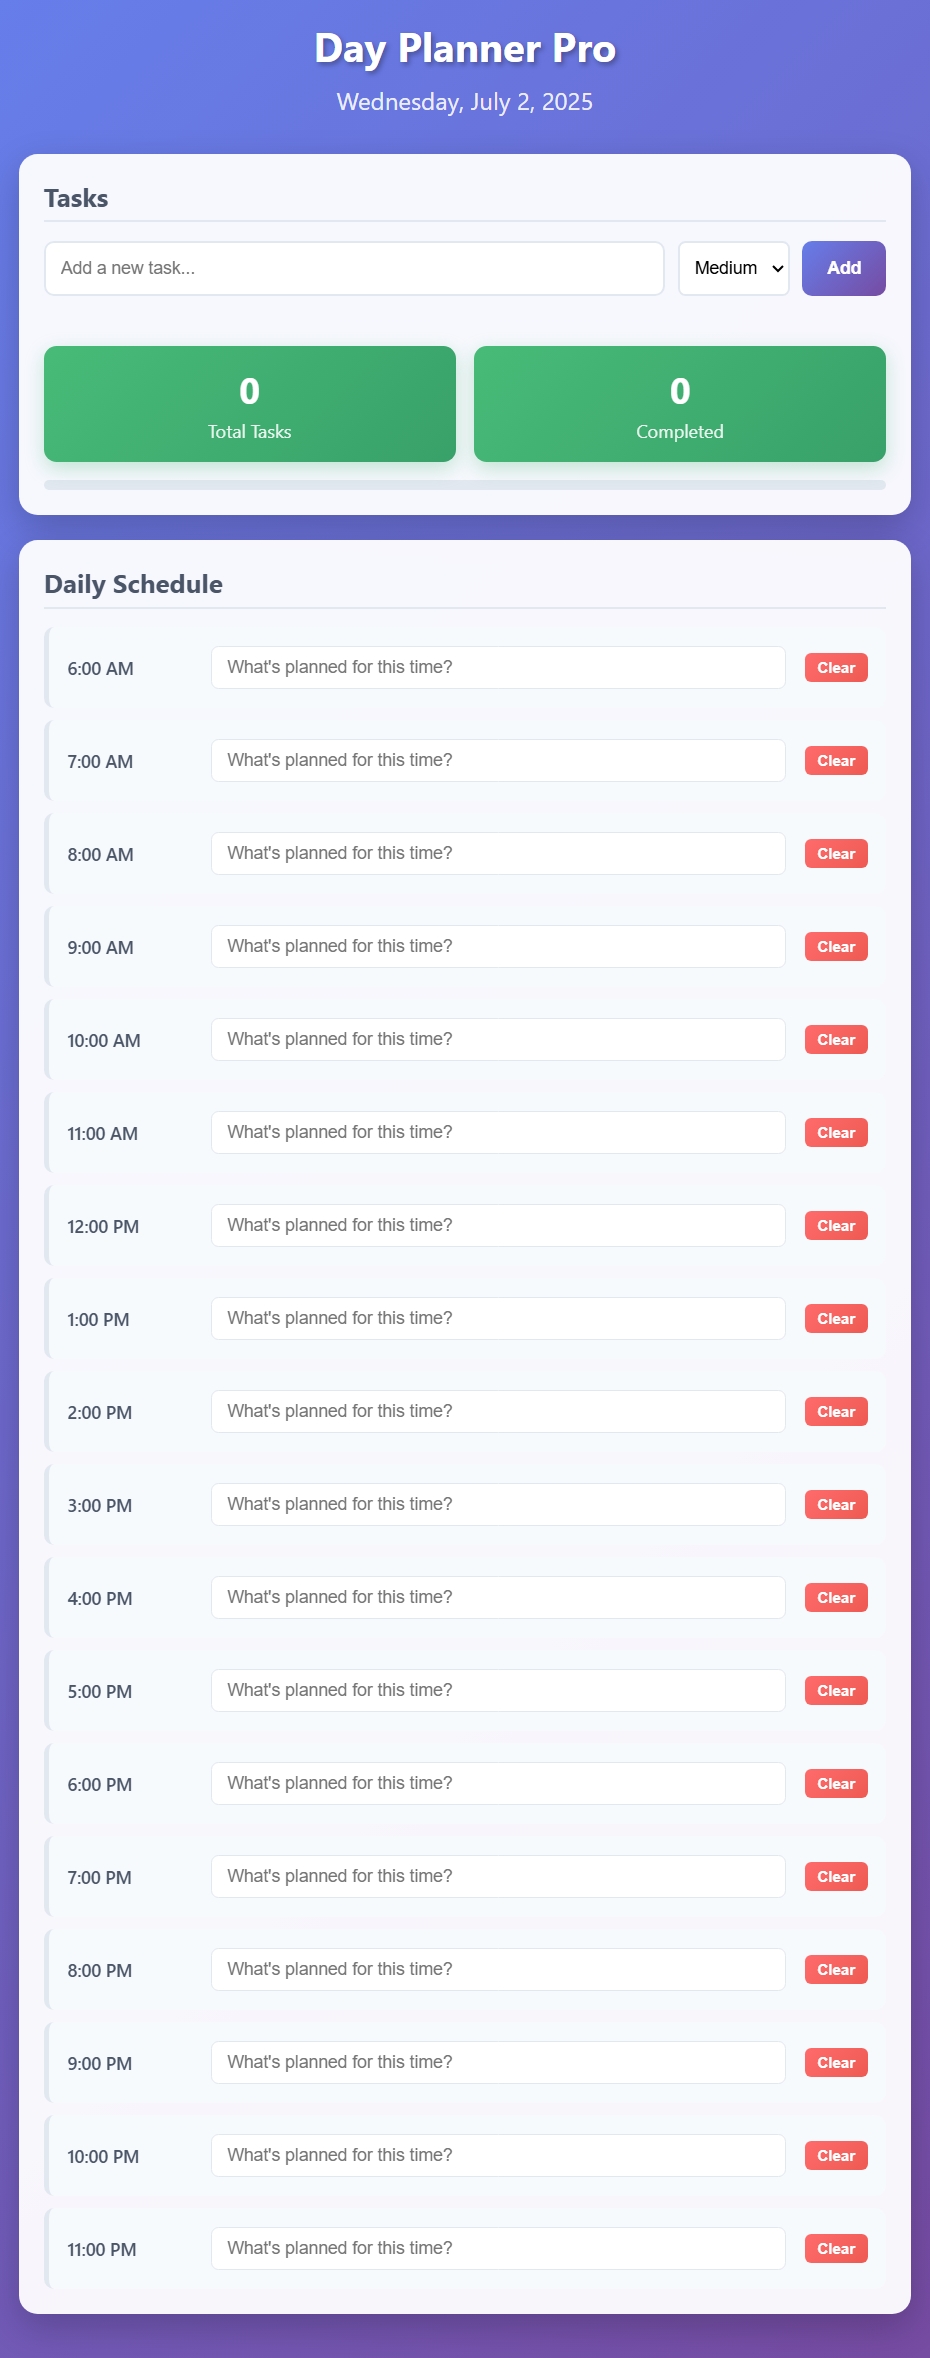 Day Planner Pro
Wednesday, July 2, 2025
Tasks
Add a new task... Medium Add
0 0
Total Tasks Completed
Daily Schedule
6:00 AM What's planned for this time? Clear
7:00 AM What's planned for this time? Clear
8:00 AM What's planned for this time? Clear
9:00 AM What's planned for this time? Clear
10:00 AM What's planned for this time? Clear
11:00 AM What's planned for this time? Clear
12:00 PM What's planned for this time? Clear
1:00 PM What's planned for this time? Clear
2:00 PM What's planned for this time? Clear
3:00 PM What's planned for this time? Clear
4:00 PM What's planned for this time? Clear
5:00 PM What's planned for this time? Clear
6:00 PM What's planned for this time? Clear
7:00 PM What's planned for this time? Clear
8:00 PM What's planned for this time? Clear
9:00 PM What's planned for this time? Clear
10:00 PM What's planned for this time? Clear
11:00 PM What's planned for this time? Clear